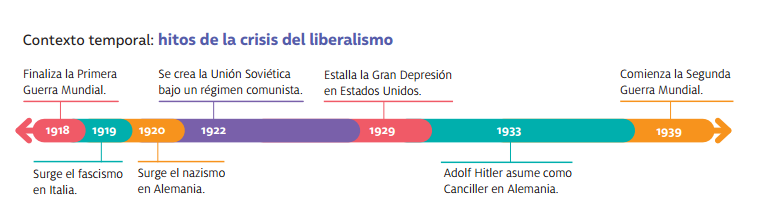 Contexto temporal: hitos de la crisis del liberalismo
Finaliza la Primera
Guerra Mundial.
Se crea la Unión Soviética
bajo un régimen comunista.
Estalla la Gran Depresión
en Estados Unidos.
Comienza la Segunda
Guerra Mundial.
1918
1919
1920
1922
1929
1933
1939
Surge el fascismo
en Italia.
Surge el nazismo
en Alemania.
Adolf Hitler asume como
Canciller en Alemania.